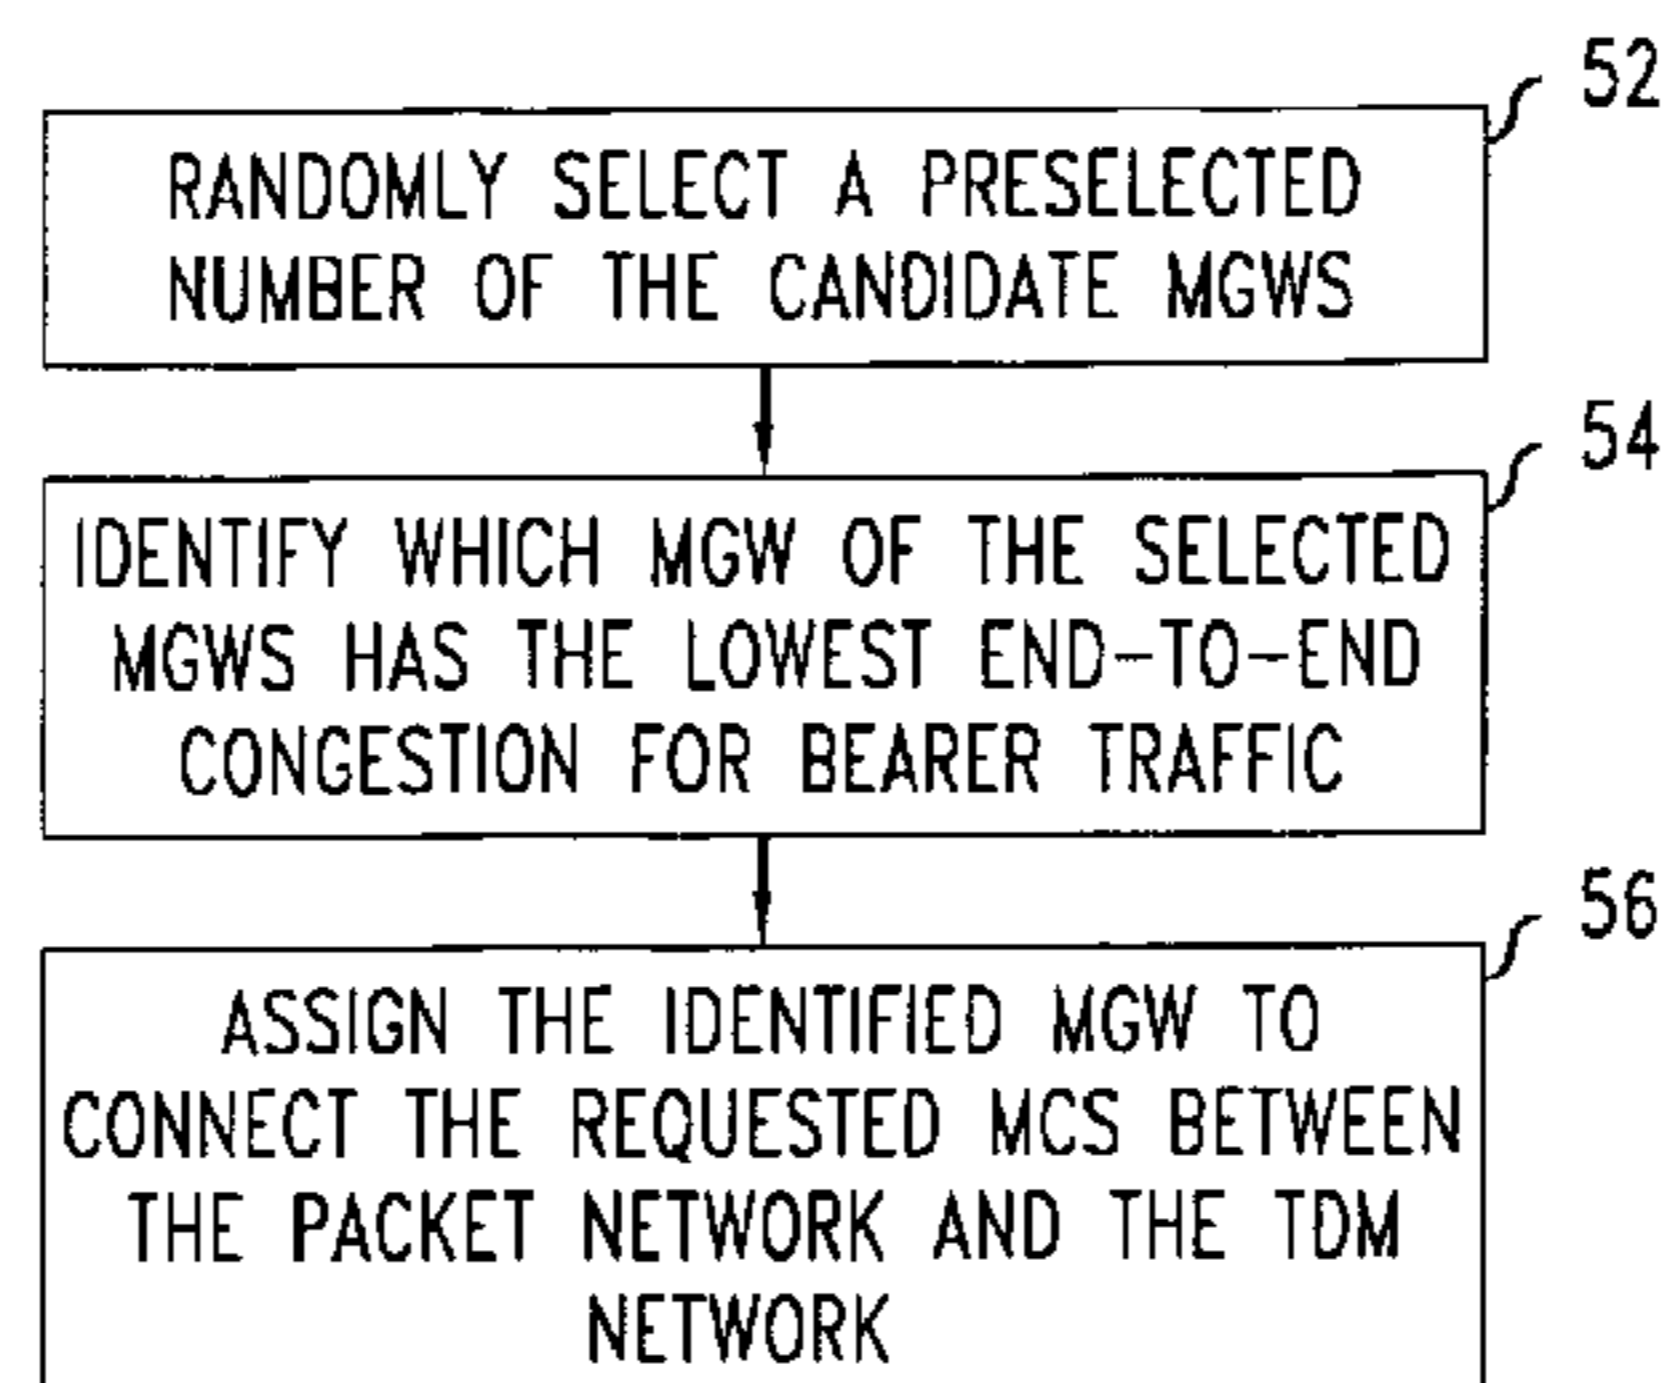 52
RANDOMLY SELECT A PRESELECTED
NUMBER OF THE CANDIDATE MGWS
54
IDENTIFY WHICH MGW OF THE SELECTED
MGWS HAS THE LOWEST END-TO-END
CONGESTION FOR BEARER TRAFFIC
56
ASSIGN THE IDENTIFIED MGW TO
CONNECT THE REQUESTED MCS BETWEEN
THE PACKET NETWORK AND THE TDM
NETWORK